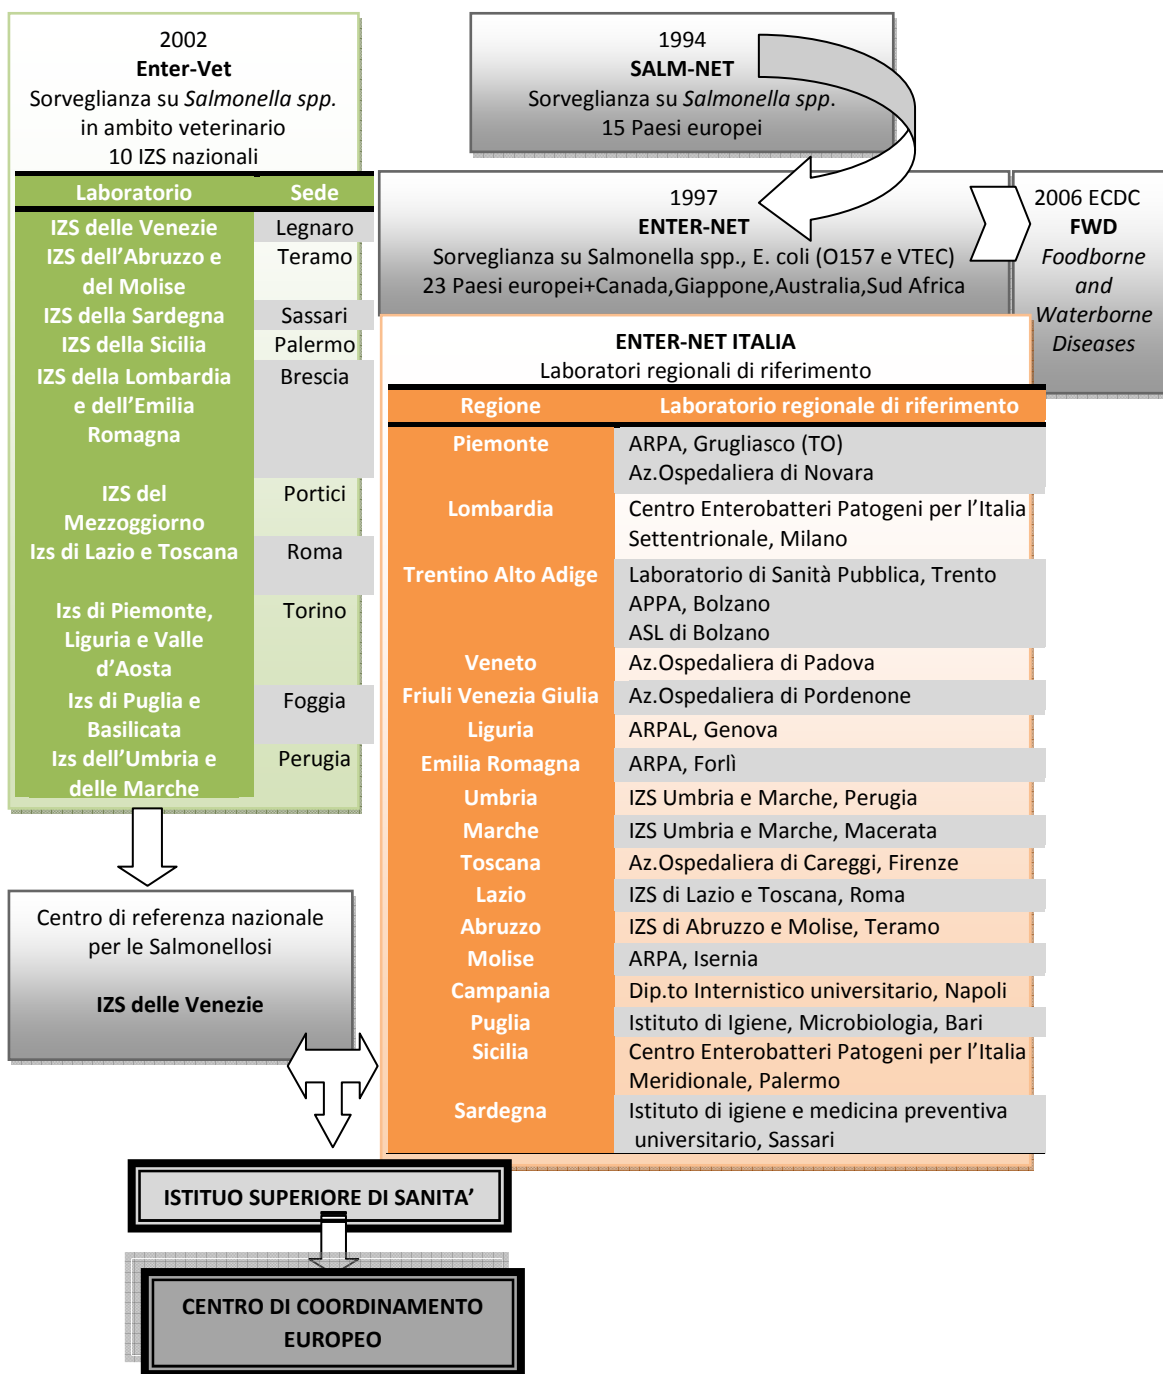 2002
Enter-Vet
Sorveglianza su Salmonella spp.
in ambito veterinario
10 IZS nazionali
Laboratorio Sede
IZS delle Venezie Legnaro
IZS dell’Abruzzo e Teramo
del Molise
IZS della Sardegna Sassari
IZS della Sicilia Palermo
IZS della Lombardia Brescia
e dell’Emilia
Romagna
IZS del Portici
Mezzoggiorno
Izs di Lazio e Toscana Roma
Izs di Piemonte, Torino
Liguria e Valle
d’Aosta
Izs di Puglia e Foggia
Basilicata
Izs dell’Umbria e Perugia
delle Marche
1994
SALM-NET
Sorveglianza su Salmonella spp.
15 Paesi europei
1997
ENTER-NET
Sorveglianza su Salmonella spp., E. coli (O157 e VTEC)
23 Paesi europei+Canada,Giappone,Australia,Sud Africa
2006 ECDC
FWD
Foodborne
and
Waterborne
Diseases
ENTER-NET ITALIA
Laboratori regionali di riferimento
Regione Laboratorio regionale di riferimento
Piemonte ARPA, Grugliasco (TO)
Az.Ospedaliera di Novara
Lombardia Centro Enterobatteri Patogeni per l’Italia
Settentrionale, Milano
Trentino Alto Adige Laboratorio di Sanità Pubblica, Trento
APPA, Bolzano
ASL di Bolzano
Veneto Az.Ospedaliera di Padova
Friuli Venezia Giulia Az.Ospedaliera di Pordenone
Liguria ARPAL, Genova
Emilia Romagna ARPA, Forlì
Umbria IZS Umbria e Marche, Perugia
Marche IZS Umbria e Marche, Macerata
Toscana Az.Ospedaliera di Careggi, Firenze
Lazio IZS di Lazio e Toscana, Roma
Abruzzo IZS di Abruzzo e Molise, Teramo
Molise ARPA, Isernia
Campania Dip.to Internistico universitario, Napoli
Puglia Istituto di Igiene, Microbiologia, Bari
Sicilia Centro Enterobatteri Patogeni per l’Italia
Meridionale, Palermo
Sardegna Istituto di igiene e medicina preventiva
universitario, Sassari
Centro di referenza nazionale
per le Salmonellosi
IZS delle Venezie
ISTITUO SUPERIORE DI SANITA’
CENTRO DI COORDINAMENTO
EUROPEO